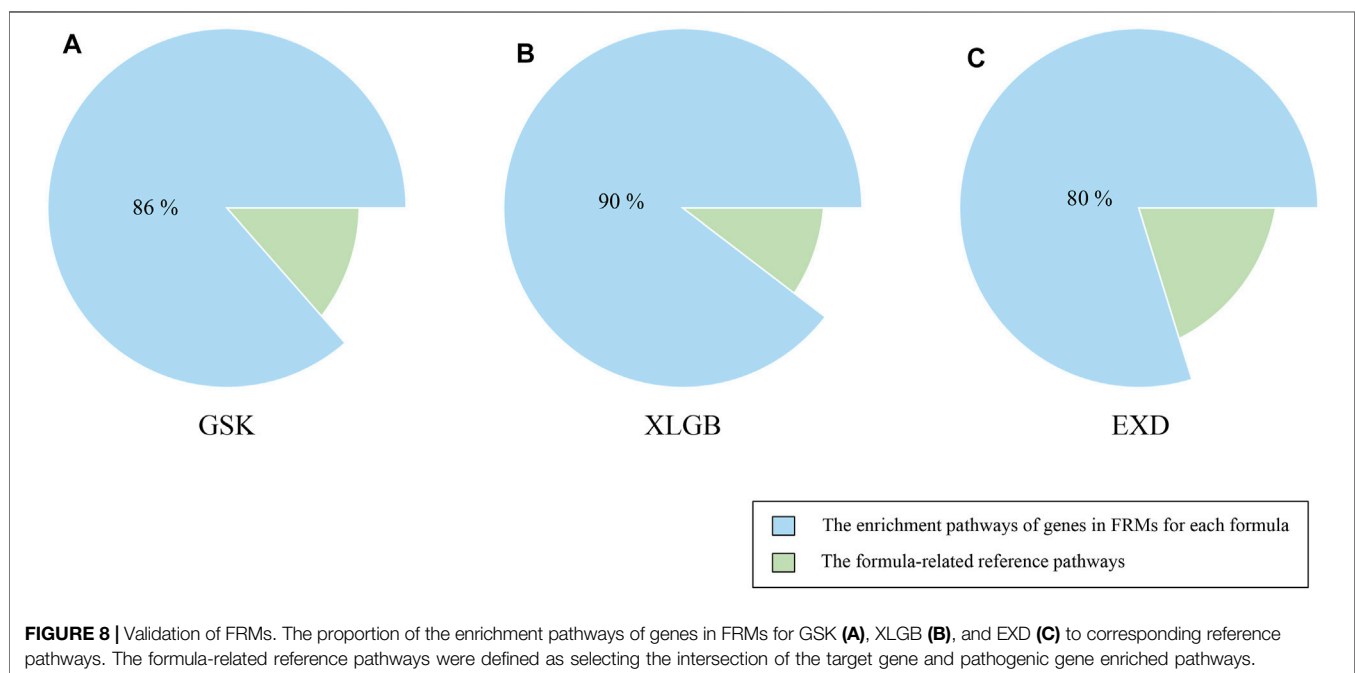 A
B
C
86 %
90 %
80 %
GSK
XLGB
EXD
The enrichment pathways of genes in FRMs for each formula
The formula-related reference pathways
FIGURE 8 | Validation of FRMs. The proportion of the enrichment pathways of genes in FRMs for GSK (A), XLGB (B), and EXD (C) to corresponding reference
pathways. The formula-related reference pathways were defined as selecting the intersection of the target gene and pathogenic gene enriched pathways.